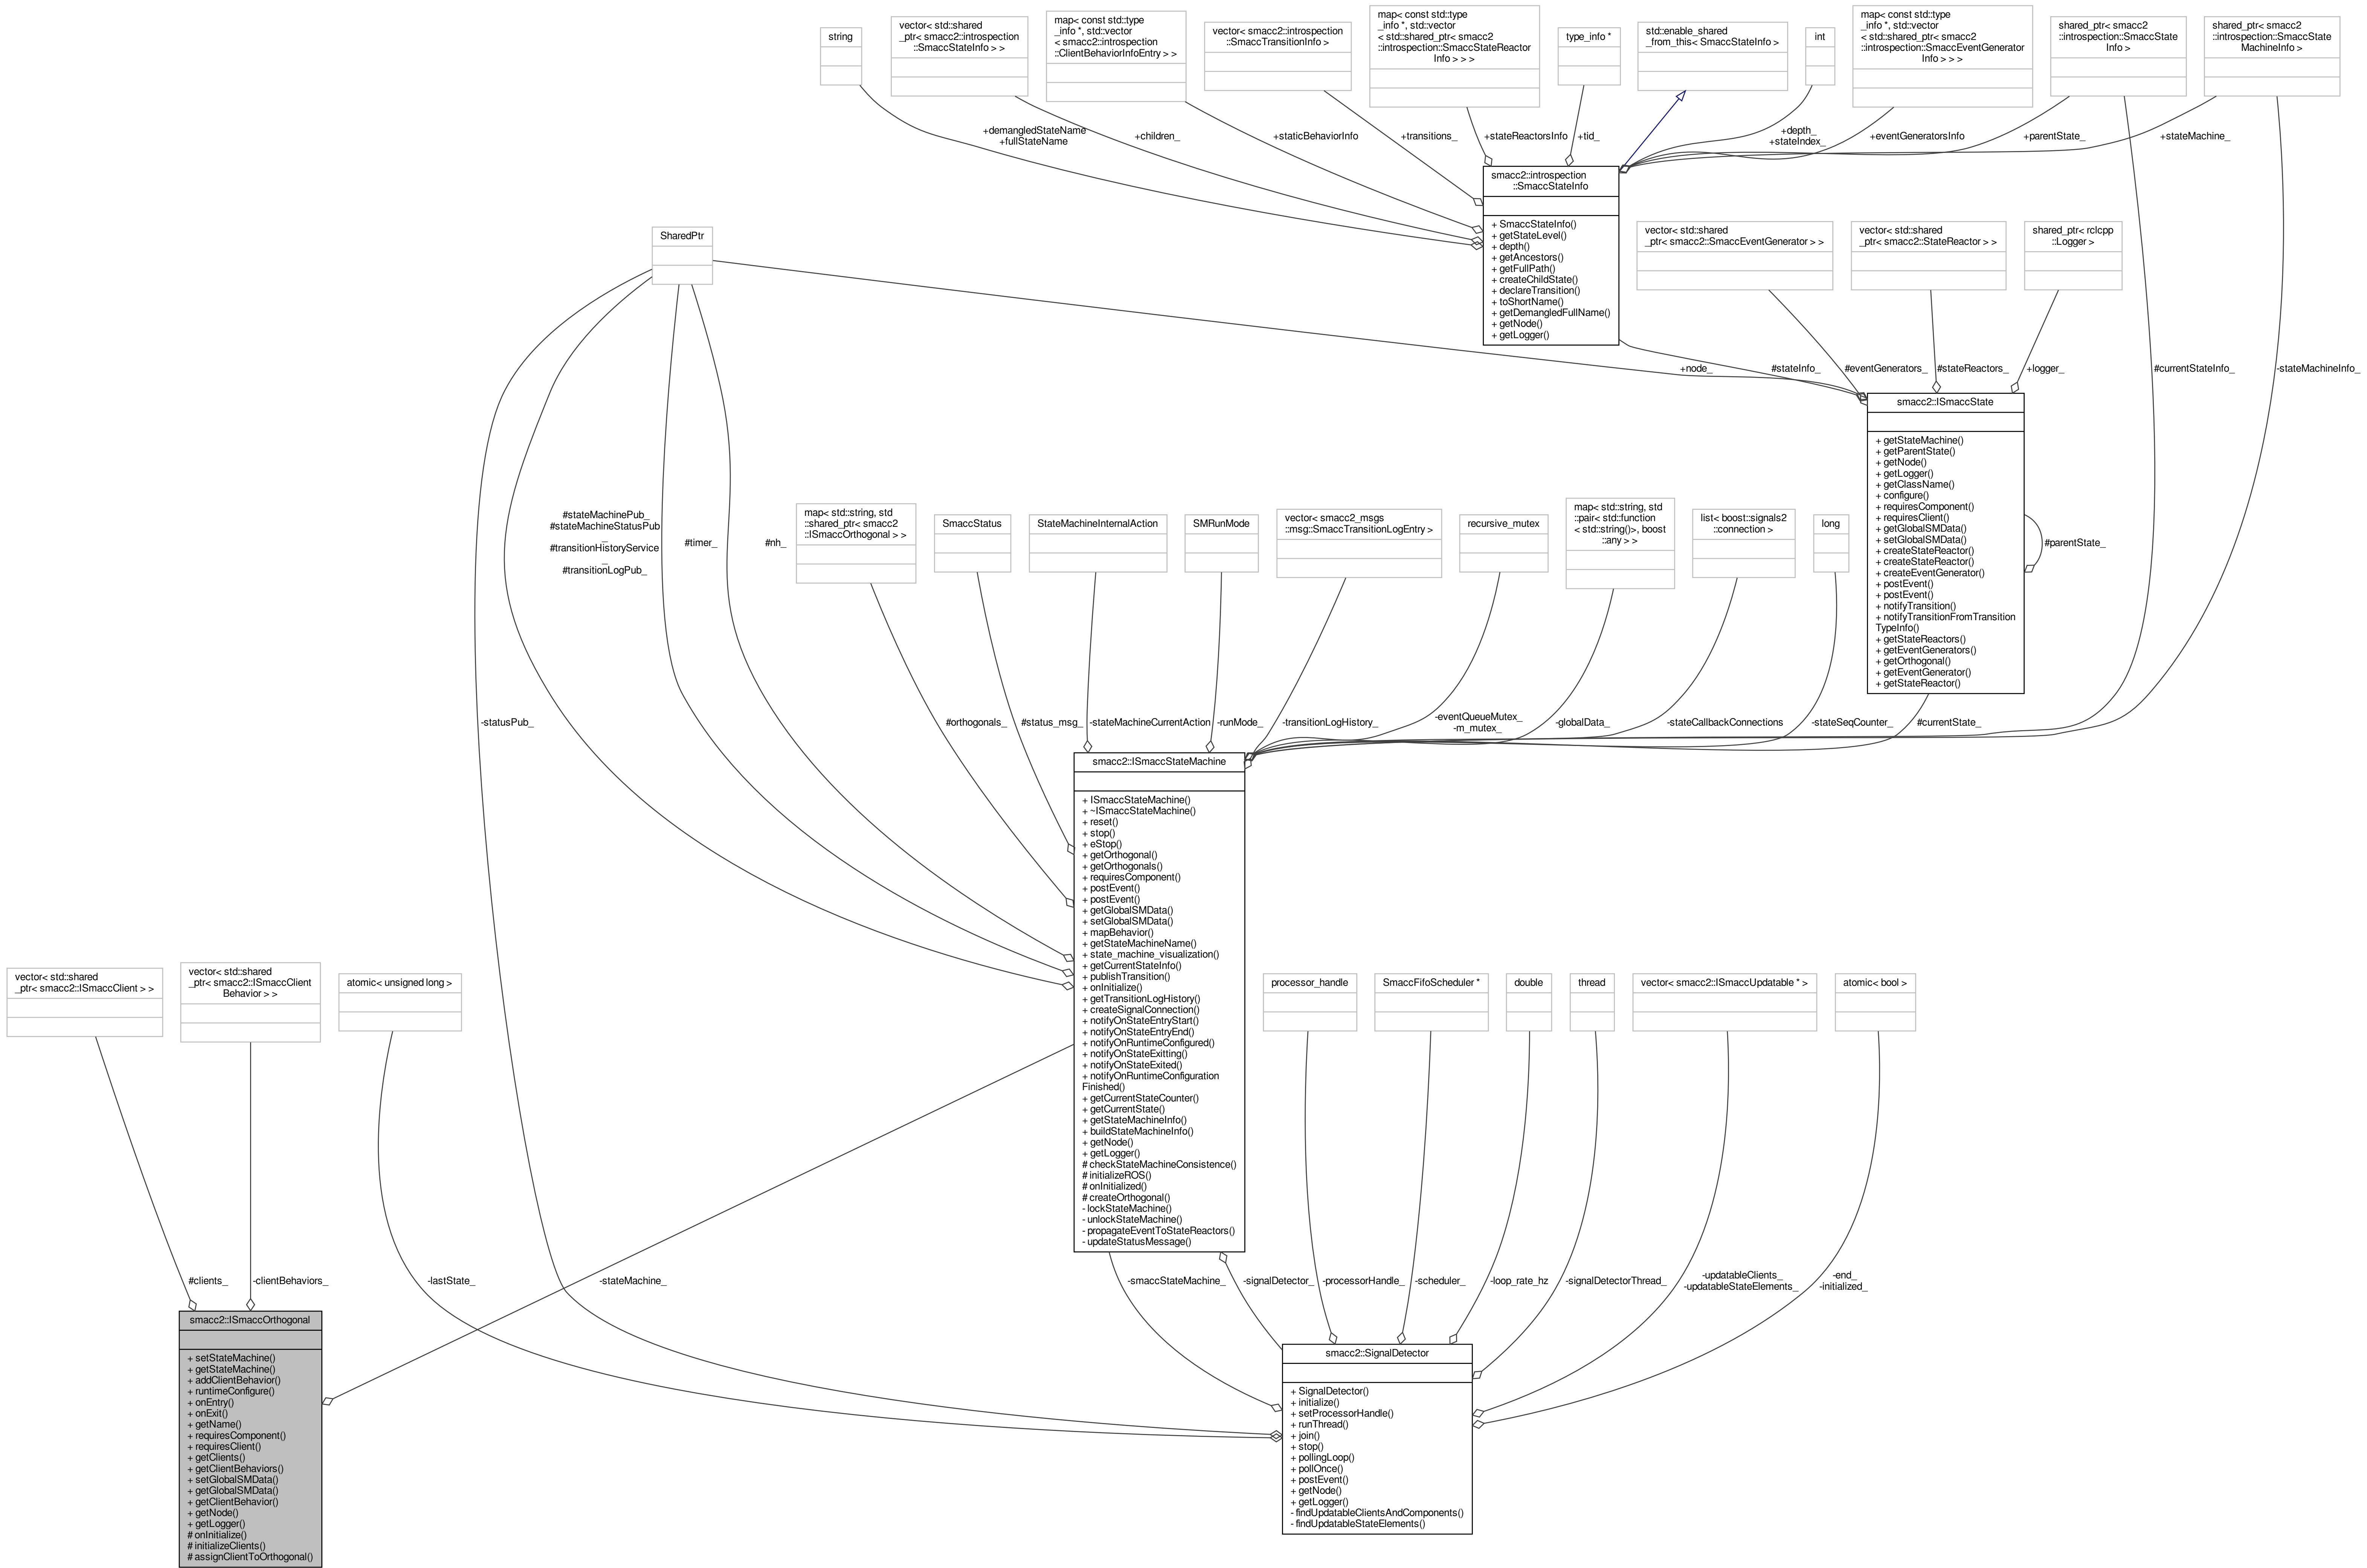 string
vector< std::shared
_ptr< smacc2::introspection
::SmaccStateInfo > >
map< const std::type
_info *, std::vector
< smacc2::introspection
::ClientBehaviorInfoEntry > >
vector< smacc2::introspection
::SmaccTransitionInfo >
map< const std::type
_info *, std::vector
< std::shared_ptr< smacc2
::introspection::SmaccStateReactor
Info > > >
type_info *
std::enable_shared
_from_this< SmaccStateInfo >
int
map< const std::type
_info *, std::vector
< std::shared_ptr< smacc2
::introspection::SmaccEventGenerator
Info > > >
shared_ptr< smacc2
::introspection::SmaccState
Info >
shared_ptr< smacc2
::introspection::SmaccState
MachineInfo >
+demangledStateName
+fullStateName
+children_
+staticBehaviorInfo
+transitions_
+stateReactorsInfo
+tid_
+depth_
+stateIndex_
+eventGeneratorsInfo
+parentState_
+stateMachine_
smacc2::introspection
::SmaccStateInfo
+ SmaccStateInfo()
+ getStateLevel()
+ depth()
+ getAncestors()
+ getFullPath()
+ createChildState()
+ declareTransition()
+ toShortName()
+ getDemangledFullName()
+ getNode()
+ getLogger()
SharedPtr
vector< std::shared
_ptr< smacc2::SmaccEventGenerator > >
vector< std::shared
_ptr< smacc2::StateReactor > >
shared_ptr< rclcpp
::Logger >
+node_
#stateInfo_
#eventGenerators_
#stateReactors_
+logger_
#currentStateInfo_
-stateMachineInfo_
smacc2::ISmaccState
+ getStateMachine()
+ getParentState()
+ getNode()
+ getLogger()
+ getClassName()
+ configure()
+ requiresComponent()
+ requiresClient()
+ getGlobalSMData()
+ setGlobalSMData()
+ createStateReactor()
+ createStateReactor()
+ createEventGenerator()
+ postEvent()
+ postEvent()
+ notifyTransition()
+ notifyTransitionFromTransition
TypeInfo()
+ getStateReactors()
+ getEventGenerators()
+ getOrthogonal()
+ getEventGenerator()
+ getStateReactor()
#parentState_
#stateMachinePub_
#stateMachineStatusPub
_
#transitionHistoryService
_
#transitionLogPub_
#timer_
#nh_
map< std::string, std
::shared_ptr< smacc2
::ISmaccOrthogonal > >
SmaccStatus
StateMachineInternalAction
SMRunMode
vector< smacc2_msgs
::msg::SmaccTransitionLogEntry >
recursive_mutex
map< std::string, std
::pair< std::function
< std::string()>, boost
::any > >
list< boost::signals2
::connection >
long
-statusPub_
#orthogonals_
#status_msg_
-stateMachineCurrentAction
-runMode_
-transitionLogHistory_
-eventQueueMutex_
-m_mutex_
-globalData_
-stateCallbackConnections
-stateSeqCounter_
#currentState_
smacc2::ISmaccStateMachine
+ ISmaccStateMachine()
+ ~ISmaccStateMachine()
+ reset()
+ stop()
+ eStop()
+ getOrthogonal()
+ getOrthogonals()
+ requiresComponent()
+ postEvent()
+ postEvent()
+ getGlobalSMData()
+ setGlobalSMData()
+ mapBehavior()
+ getStateMachineName()
+ state_machine_visualization()
+ getCurrentStateInfo()
+ publishTransition()
+ onInitialize()
+ getTransitionLogHistory()
+ createSignalConnection()
+ notifyOnStateEntryStart()
+ notifyOnStateEntryEnd()
+ notifyOnRuntimeConfigured()
+ notifyOnStateExitting()
+ notifyOnStateExited()
+ notifyOnRuntimeConfiguration
Finished()
+ getCurrentStateCounter()
+ getCurrentState()
+ getStateMachineInfo()
+ buildStateMachineInfo()
+ getNode()
+ getLogger()
# checkStateMachineConsistence()
# initializeROS()
# onInitialized()
# createOrthogonal()
- lockStateMachine()
- unlockStateMachine()
- propagateEventToStateReactors()
- updateStatusMessage()
vector< std::shared
_ptr< smacc2::ISmaccClient > >
vector< std::shared
_ptr< smacc2::ISmaccClient
Behavior > >
atomic< unsigned long >
processor_handle
SmaccFifoScheduler *
double
thread
vector< smacc2::ISmaccUpdatable * >
atomic< bool >
#clients_
-clientBehaviors_
-lastState_
-stateMachine_
-smaccStateMachine_
-signalDetector_
-processorHandle_
-scheduler_
-loop_rate_hz
-signalDetectorThread_
-updatableClients_
-updatableStateElements_
-end_
-initialized_
smacc2::ISmaccOrthogonal
+ setStateMachine()
+ getStateMachine()
+ addClientBehavior()
+ runtimeConfigure()
+ onEntry()
+ onExit()
+ getName()
+ requiresComponent()
+ requiresClient()
+ getClients()
+ getClientBehaviors()
+ setGlobalSMData()
+ getGlobalSMData()
+ getClientBehavior()
+ getNode()
+ getLogger()
# onInitialize()
# initializeClients()
# assignClientToOrthogonal()
smacc2::SignalDetector
+ SignalDetector()
+ initialize()
+ setProcessorHandle()
+ runThread()
+ join()
+ stop()
+ pollingLoop()
+ pollOnce()
+ postEvent()
+ getNode()
+ getLogger()
- findUpdatableClientsAndComponents()
- findUpdatableStateElements()